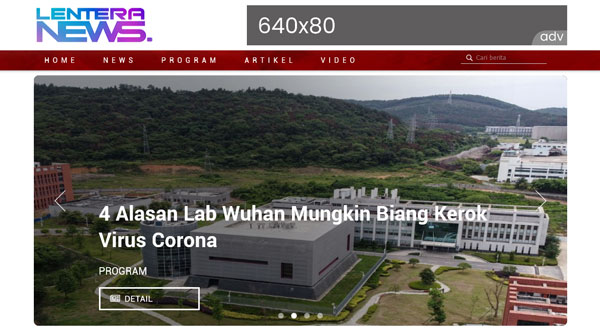 LENTERA
NEWS.
640x80
adv
HOME NEWS PROGRAM ARTIKEL VIDEO
Cari berita
4 Alasan Lab Wuhan Mungkin Biang Kerok
Virus Corona
PROGRAM
DETAIL